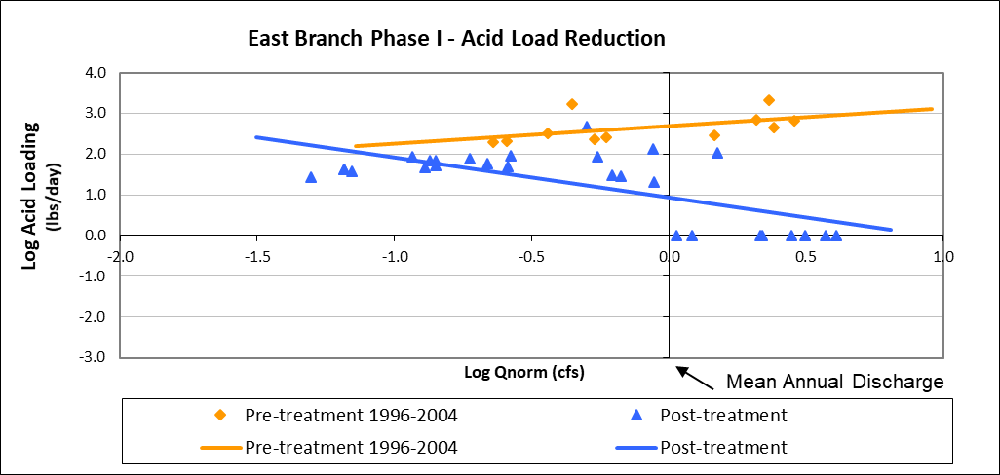 East Branch Phase I - Acid Load Reduction
Log Acid Loading
(lbs/day)
4.0
3.0
2.0
1.0
0.0
-1.0
-2.0
-3.0
-2.0 -1.5 -1.0 -0.5 0.0 0.5 1.0
Log Qnorm (cfs)
Mean Annual Discharge
Pre-treatment 1996-2004 Post-treatment
Pre-treatment 1996-2004 Post-treatment